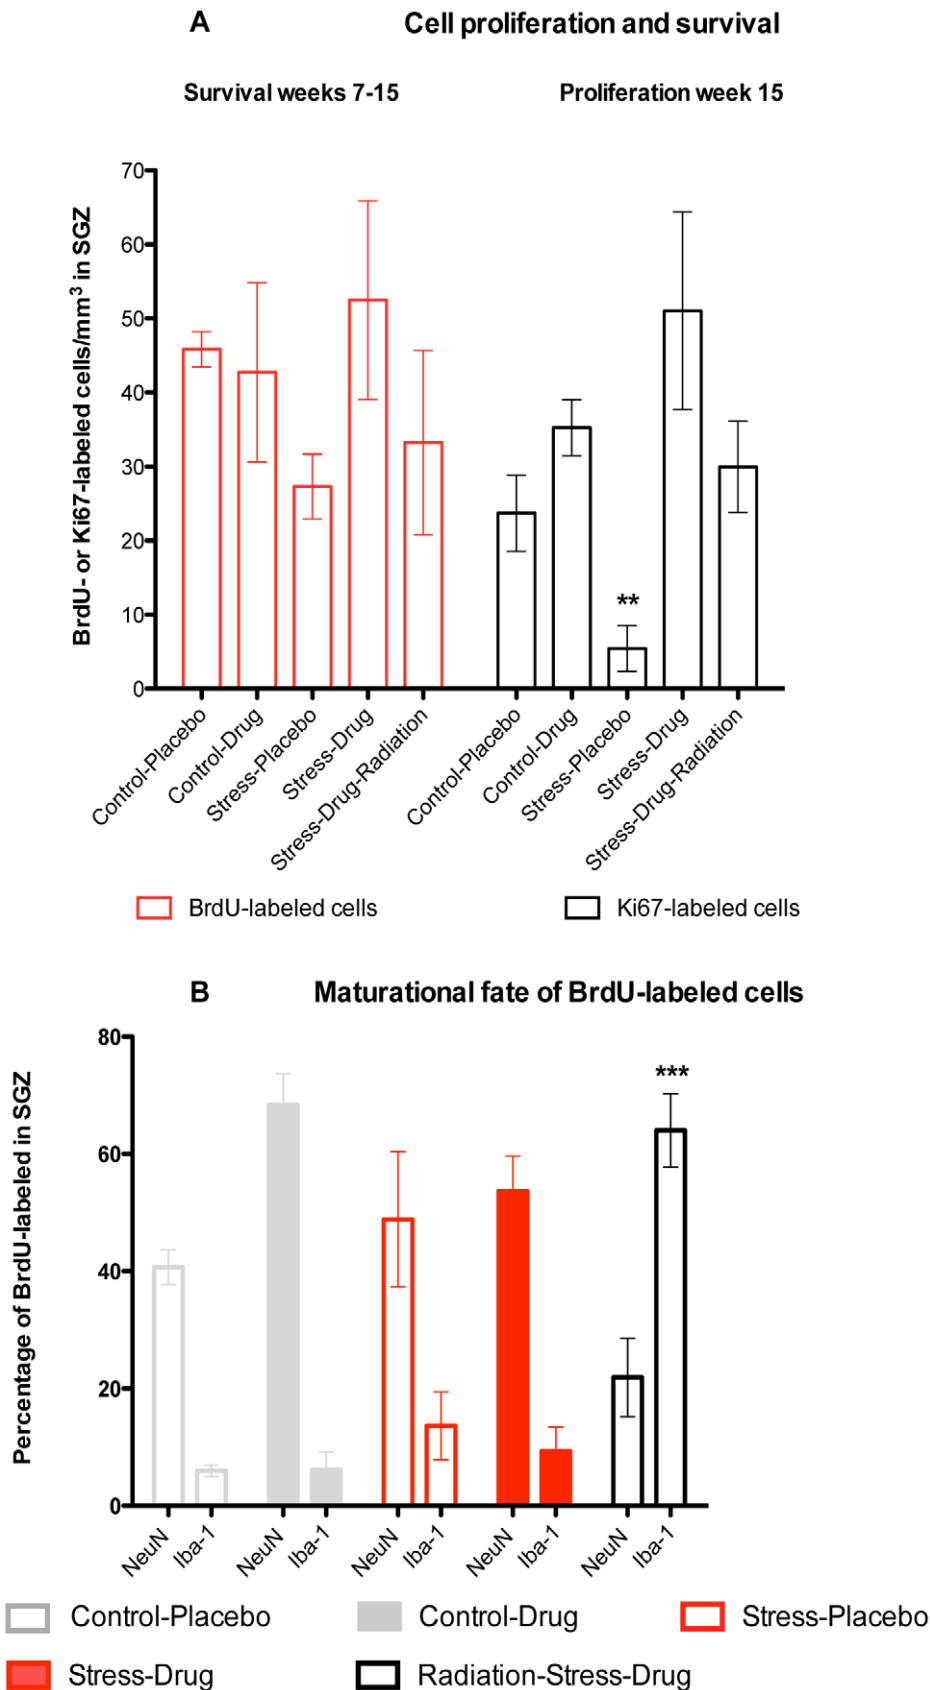 A Cell proliferation and survival
Survival weeks 7-15 Proliferation week 15
BrdU- or Ki67-labeled cells/mm³ in SGZ
70
60
50
40
30
20
10
0
**
Control-Placebo Control-Drug Stress-Placebo Stress-Drug Stress-Drug-Radiation Control-Placebo Control-Drug Stress-Placebo Stress-Drug Stress-Drug-Radiation
BrdU-labeled cells Ki67-labeled cells
B Maturational fate of BrdU-labeled cells
Percentage of BrdU-labeled in SGZ
80
60
40
20
0
***
NeuN Iba-1 NeuN Iba-1 NeuN Iba-1 NeuN Iba-1 NeuN Iba-1
Control-Placebo Control-Drug Stress-Placebo
Stress-Drug Radiation-Stress-Drug